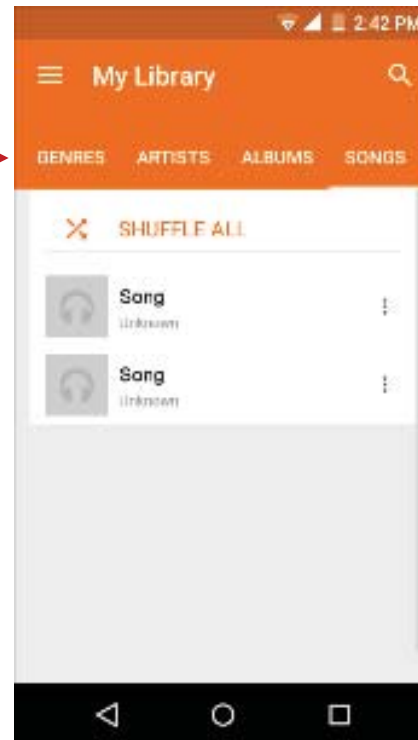 2:42 PM
My Library
GENRES ARTISTS ALBUMS SONGS
SHUFFLE ALL
Song
Unknown
Song
Unknown